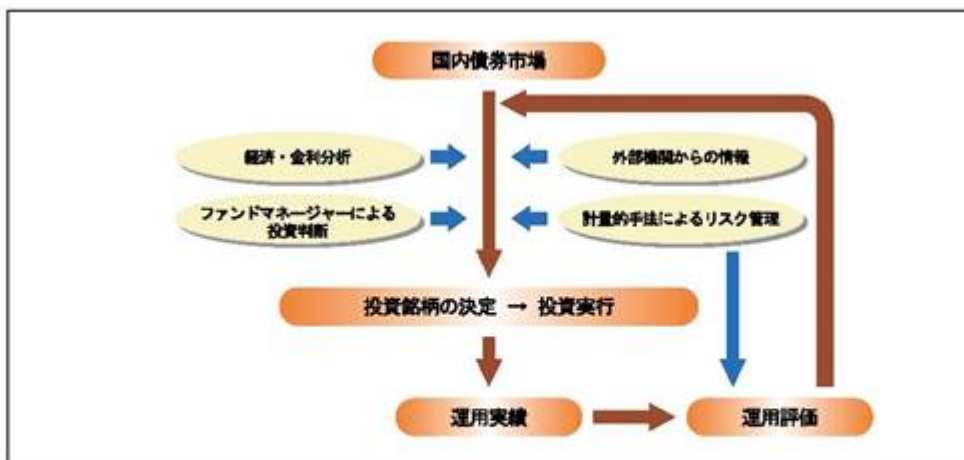 国内債券市場
経済・金利分析
外部機関からの情報
ファンドマネージャーによる
投資判断
計量的手法によるリスク管理
投資銘柄の決定 → 投資実行
運用実績
運用評価